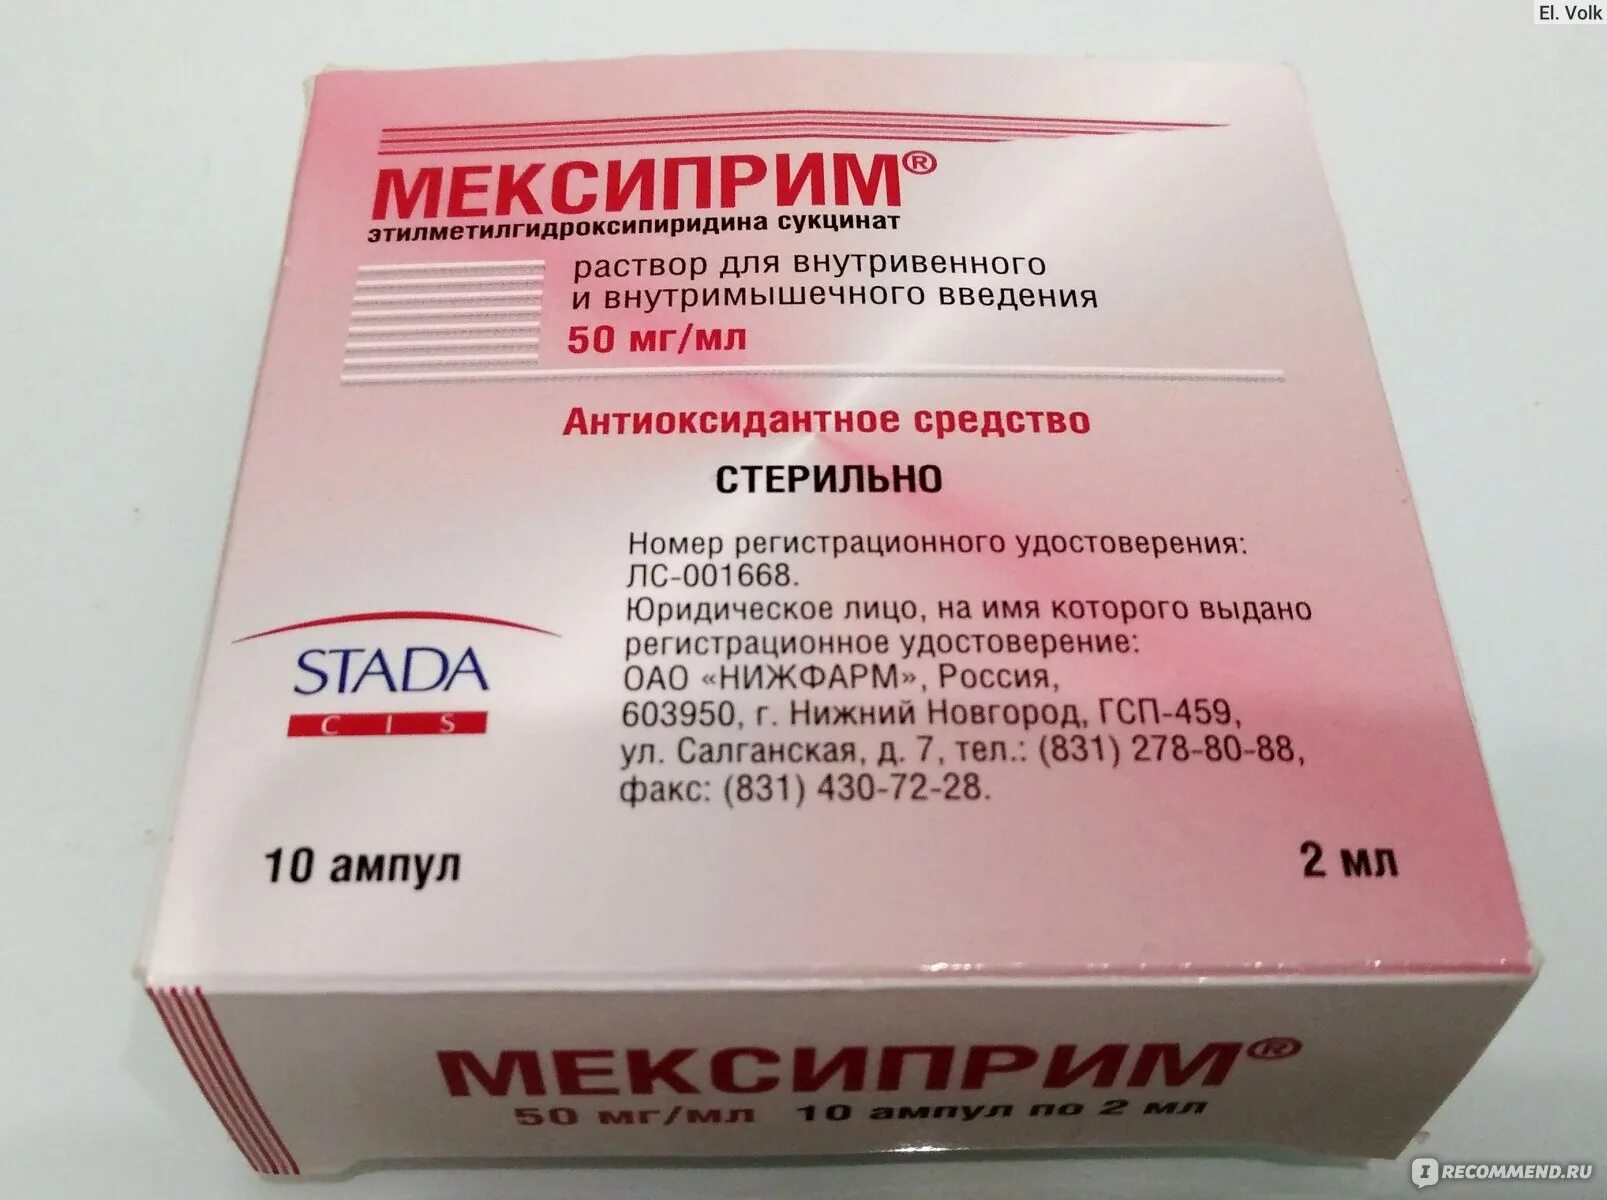 El. Volk
МЕКСИПРИМ®
этилметилгидроксипиридина сукцинат
раствор для внутривенного
и внутримышечного введения
50 мг/мл
Антиоксидантное средство
СТЕРИЛЬНО
Номер регистрационного удостоверения:
ЛС-001668.
Юридическое лицо, на имя которого выдано
регистрационное удостоверение:
ОАО «НИЖФАРМ», Россия,
603950, г. Нижний Новгород, ГСП-459,
ул. Салганская, д. 7, тел.: (831) 278-80-88,
факс: (831) 430-72-28.
STADA
CIS
10 ампул
2 мл
МЕКСИПРИМ®
50 мг/мл 10 ампул по 2 мл
I RECOMMEND.RU